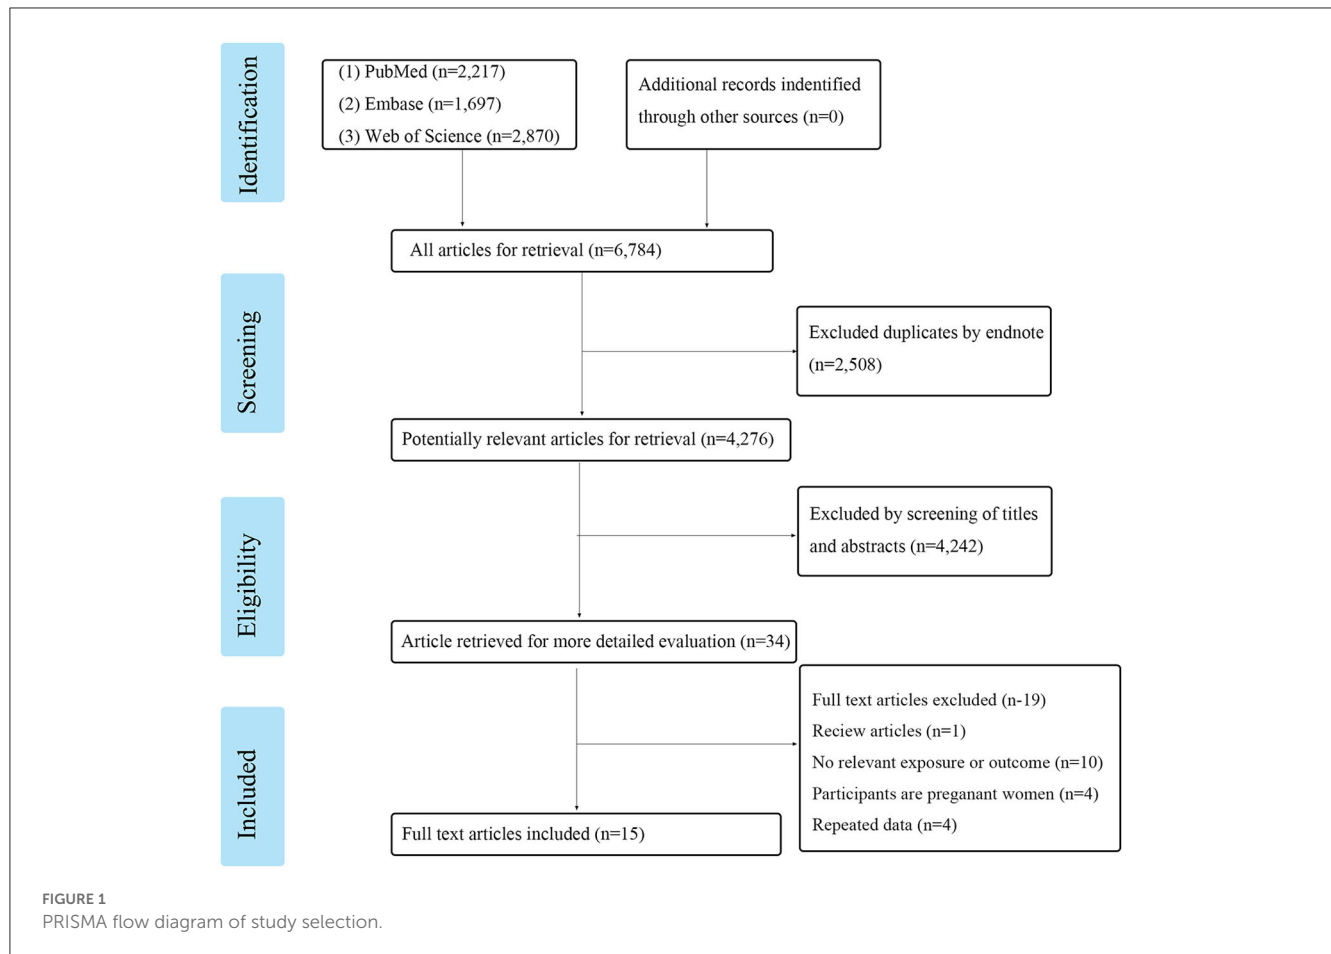 Identification
(1) PubMed (n=2,217)
(2) Embase (n=1,697)
(3) Web of Science (n=2,870)
Additional records indentified
through other sources (n=0)
All articles for retrieval (n=6,784)
Screening
Excluded duplicates by endnote
(n=2,508)
Potentially relevant articles for retrieval (n=4,276)
Eligibility
Excluded by screening of titles
and abstracts (n=4,242)
Article retrieved for more detailed evaluation (n=34)
Included
Full text articles excluded (n-19)
Reciew articles (n=1)
No relevant exposure or outcome (n=10)
Participants are preganant women (n=4)
Repeated data (n=4)
Full text articles included (n=15)
FIGURE 1
PRISMA flow diagram of study selection.